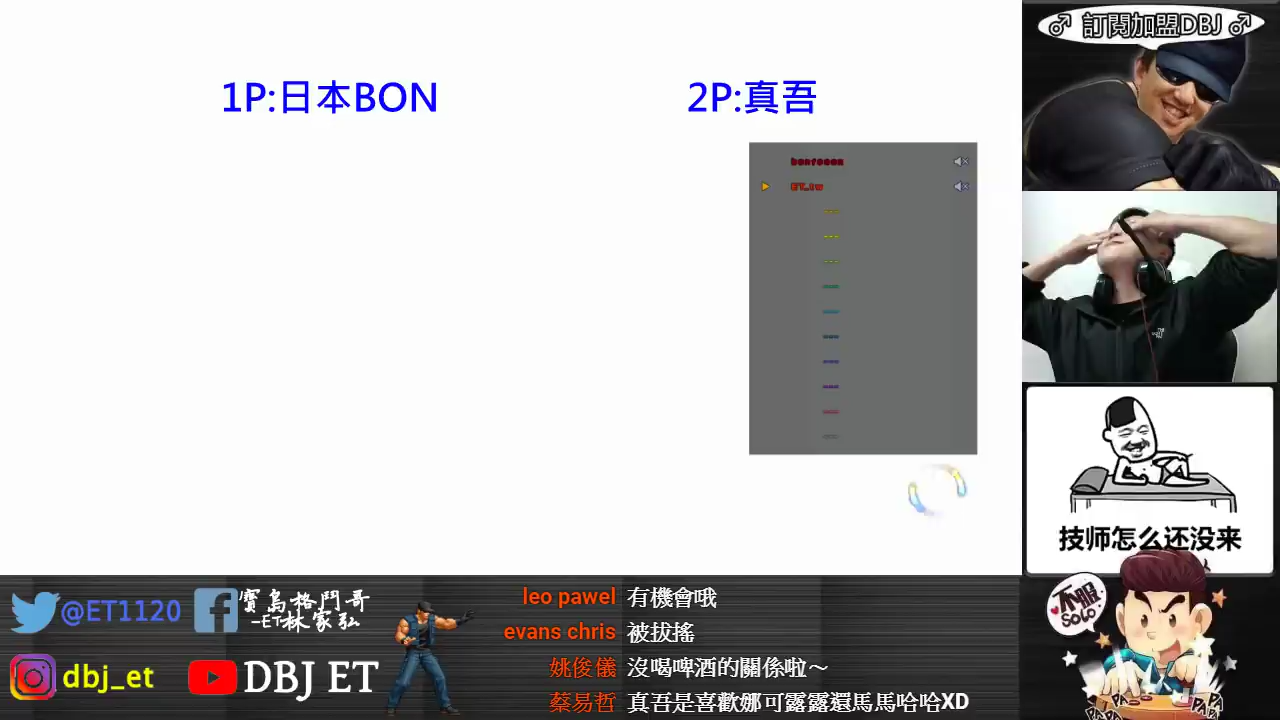 1P:日本BON
2P:真吾
ET.tw
♂ 訂閱加盟DBJ ♂
技师怎么还没来
不服
SOLO
@ET1120
寶島格鬥哥
-ET林家弘
dbj_et
DBJ ET
leo pawel 有機會哦
evans chris 被拔搖
姚俊儀 沒喝啤酒的關係啦～
蔡易哲 真吾是喜歡娜可露露還馬馬哈哈XD